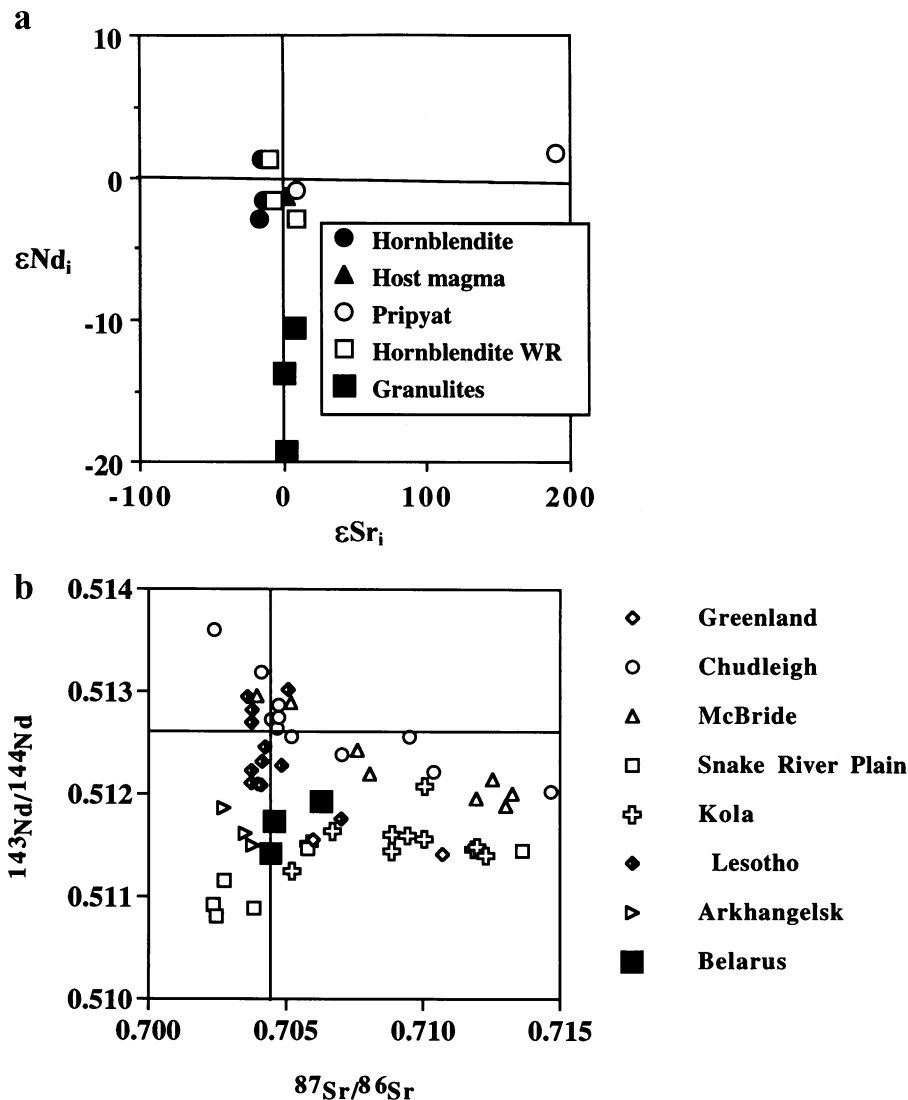 a
10
0
-10
-20
εNdi
-100 0 100 200
εSri
Hornblendite
Host magma
Pripyat
Hornblendite WR
Granulites
b
0.514
0.513
0.512
0.511
0.510
143Nd/144Nd
0.700 0.705 0.710 0.715
87Sr/86Sr
Greenland
Chudleigh
McBride
Snake River Plain
Kola
Lesotho
Arkhangelsk
Belarus